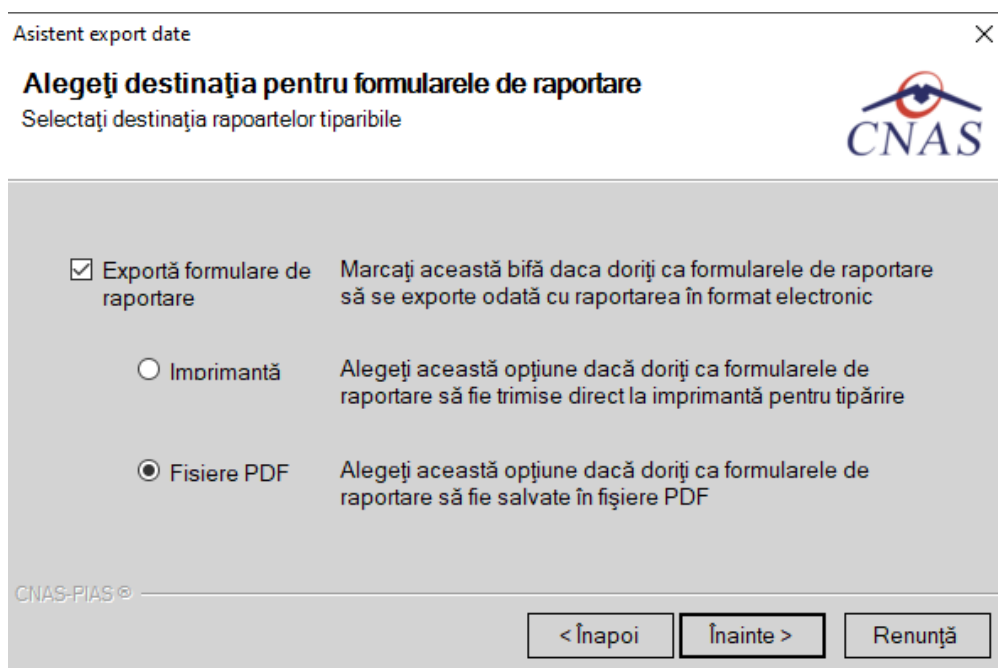 Asistent export date
Alegeţi destinaţia pentru formularele de raportare
Selectaţi destinaţia rapoartelor tiparibile
CNAS
Exportă formulare de
raportare
Marcaţi această bifă daca doriţi ca formularele de raportare
să se exporte odată cu raportarea în format electronic
Imprimantă
Alegeţi această opţiune dacă doriţi ca formularele de
raportare să fie trimise direct la imprimantă pentru tipărire
Fisiere PDF
Alegeţi această opţiune dacă doriţi ca formularele de
raportare să fie salvate în fişiere PDF
CNAS-PIAS ®
< Înapoi
Înainte >
Renunţă